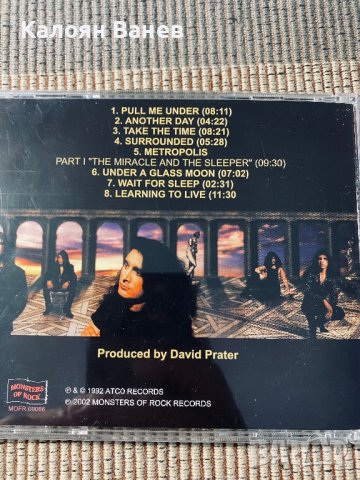 Калоян Ванев
1. PULL ME UNDER (08:11)
2. ANOTHER DAY (04:22)
3. TAKE THE TIME (08:21)
4. SURROUNDED (05:28)
5. METROPOLIS
PART I "THE MIRACLE AND THE SLEEPER" (09:30)
6. UNDER A GLASS MOON (07:02)
7. WAIT FOR SLEEP (02:31)
8. LEARNING TO LIVE (11:30
Produced by David Prater
MONSTERS
OF ROCK
MOFR 09066
℗ & © 1992 ATCO RECORDS
℗ 2002 MONSTERS OF ROCK RECORDS